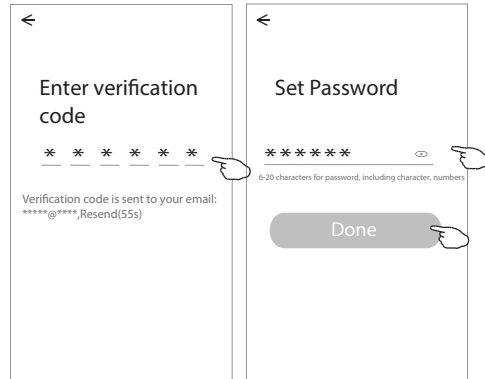 Enter verification
code
* * * * * *
Verification code is sent to your email:
*****@****,Resend(55s)
Set Password
******
6-20 characters for password, including character, numbers
Done